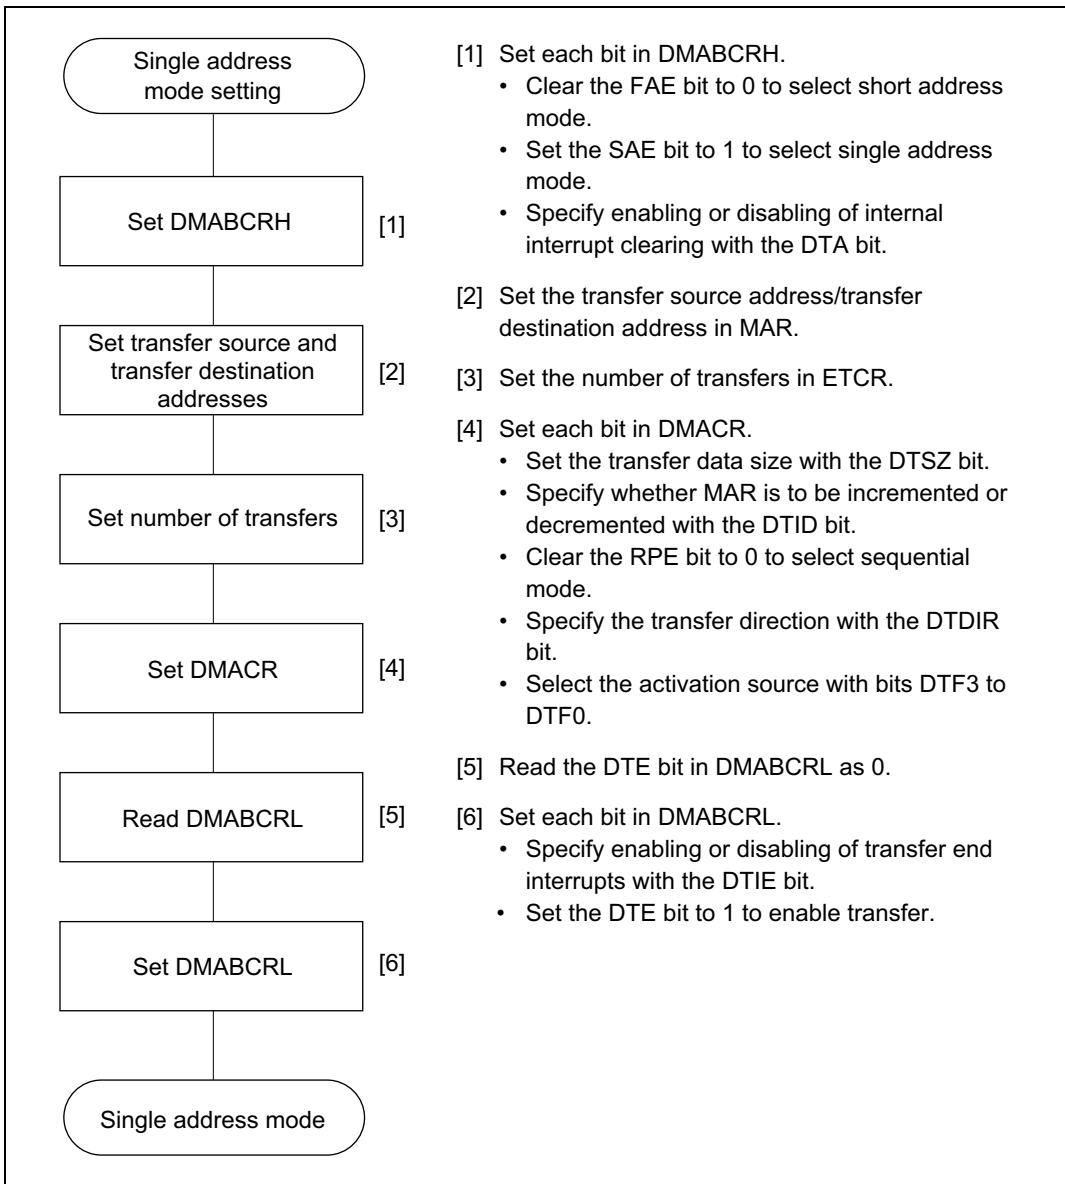 Single address
mode setting
Set DMABCRH
[1]
Set transfer source and
transfer destination
addresses
[2]
Set number of transfers
[3]
Set DMACR
[4]
Read DMABCRL
[5]
Set DMABCRL
[6]
Single address mode
[1] Set each bit in DMABCRH.
• Clear the FAE bit to 0 to select short address
mode.
• Set the SAE bit to 1 to select single address
mode.
• Specify enabling or disabling of internal
interrupt clearing with the DTA bit.
[2] Set the transfer source address/transfer
destination address in MAR.
[3] Set the number of transfers in ETCR.
[4] Set each bit in DMACR.
• Set the transfer data size with the DTSZ bit.
• Specify whether MAR is to be incremented or
decremented with the DTID bit.
• Clear the RPE bit to 0 to select sequential
mode.
• Specify the transfer direction with the DTDIR
bit.
• Select the activation source with bits DTF3 to
DTF0.
[5] Read the DTE bit in DMABCRL as 0.
[6] Set each bit in DMABCRL.
• Specify enabling or disabling of transfer end
interrupts with the DTIE bit.
• Set the DTE bit to 1 to enable transfer.